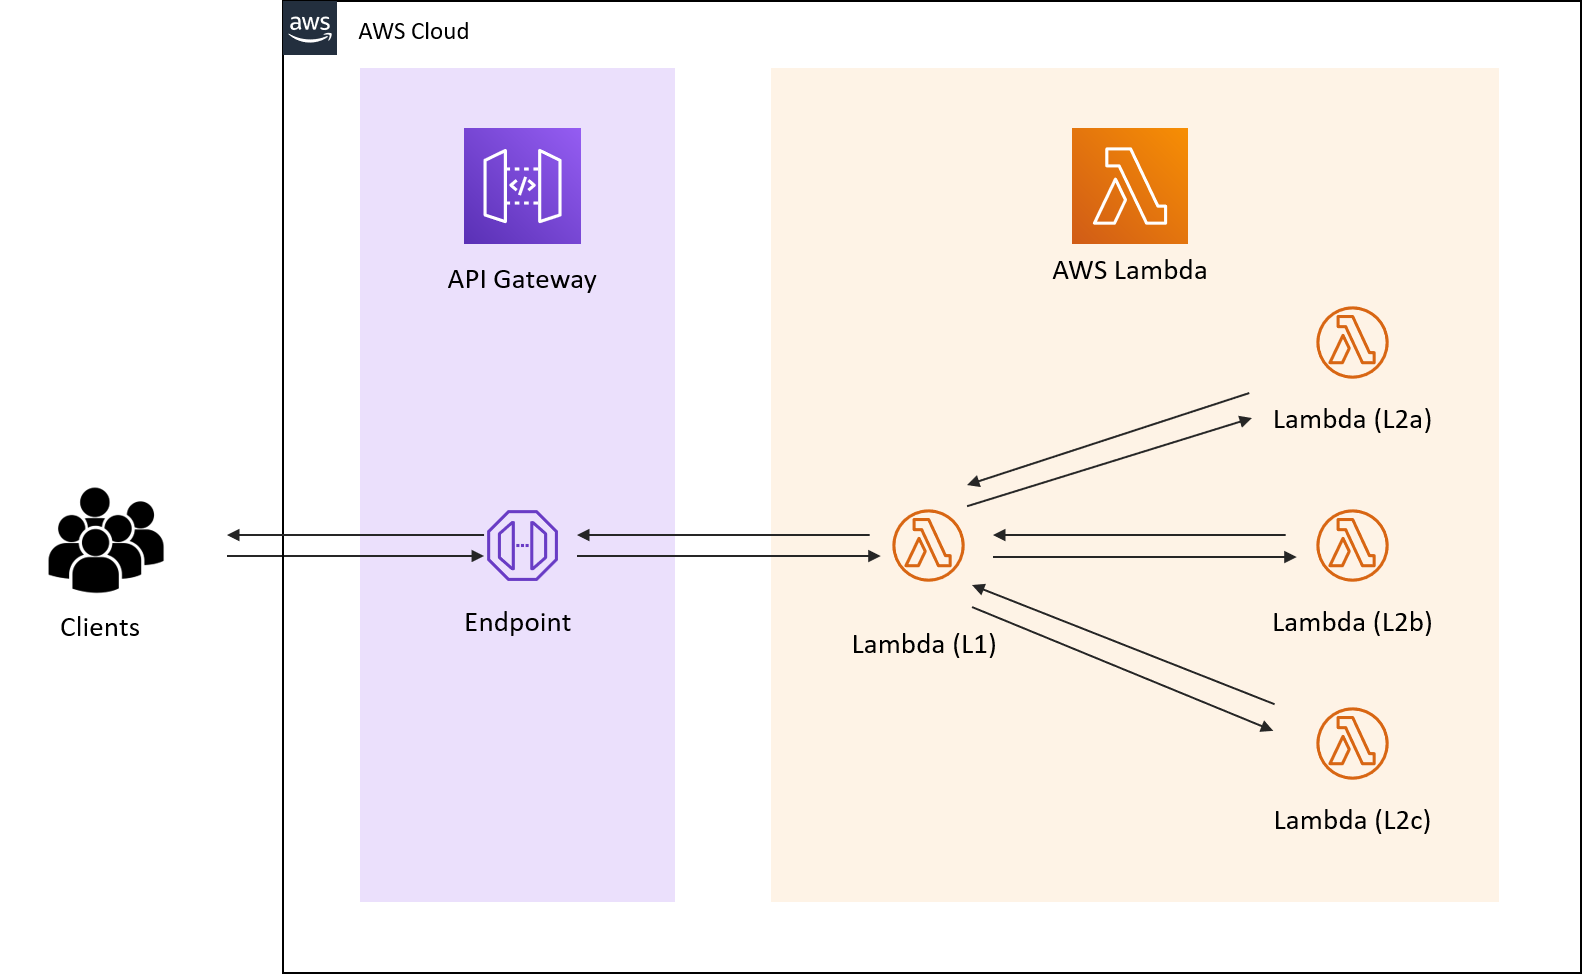 aws
AWS Cloud
API Gateway
</>
AWS Lambda
Lambda (L2a)
Clients
Endpoint
Lambda (L1)
Lambda (L2b)
Lambda (L2c)